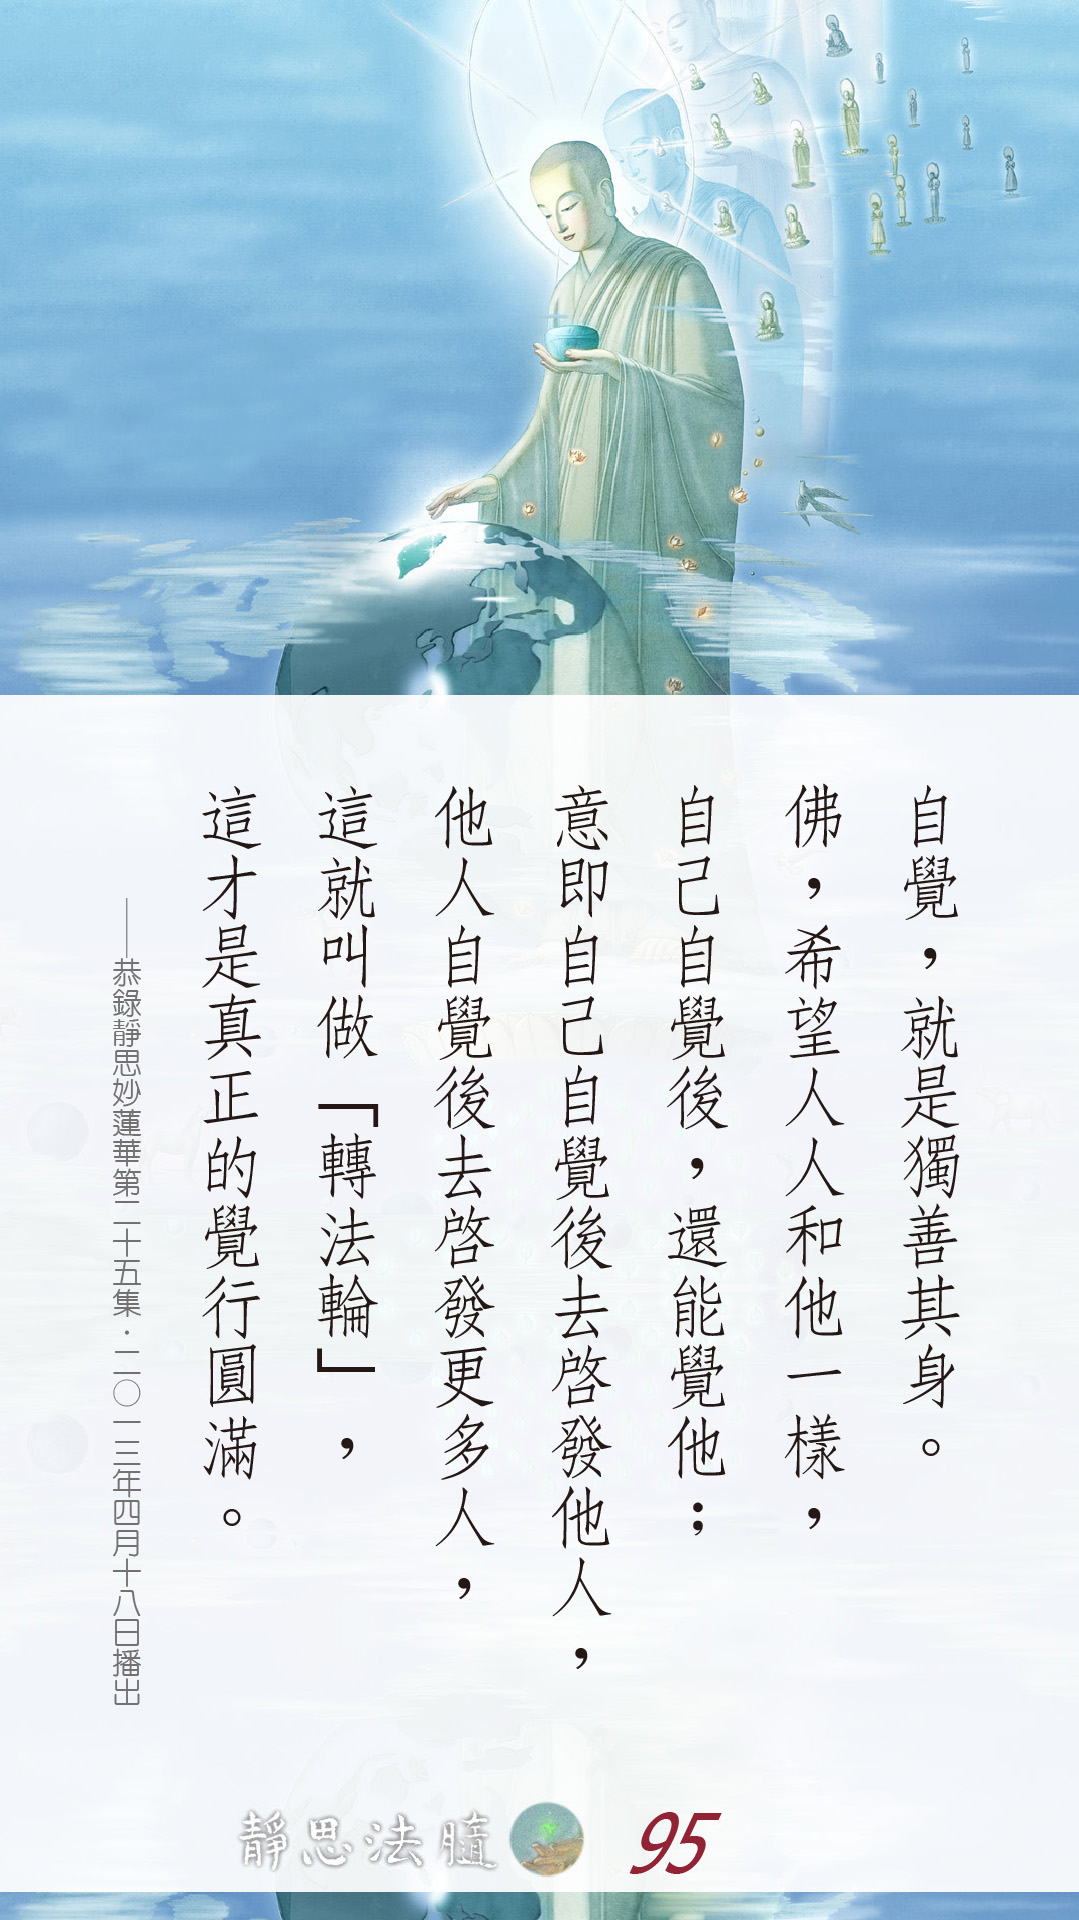 自覺，就是獨善其身。
佛，希望人人和他一樣，
自己自覺後，還能覺他；
意即自己自覺後去啓發他人，
他人自覺後去啓發更多人，
這就叫做「轉法輪」，
這才是真正的覺行圓滿。
——恭錄靜思妙蓮華第二十五集．二〇一三年四月十八日播出
靜思法髓 95